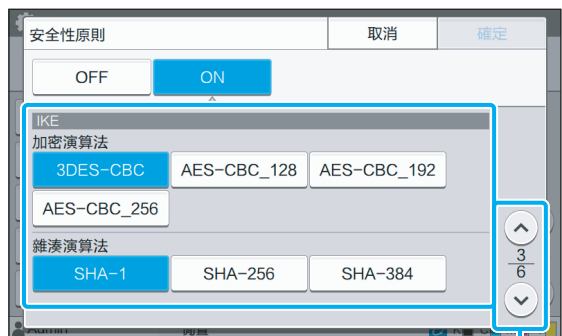 安全性原則 取消 確定
OFF ON
IKE
加密演算法
3DES-CBC AES-CBC_128 AES-CBC_192
AES-CBC_256
雜湊演算法
3
SHA-1 SHA-256 SHA-384 6
Admin